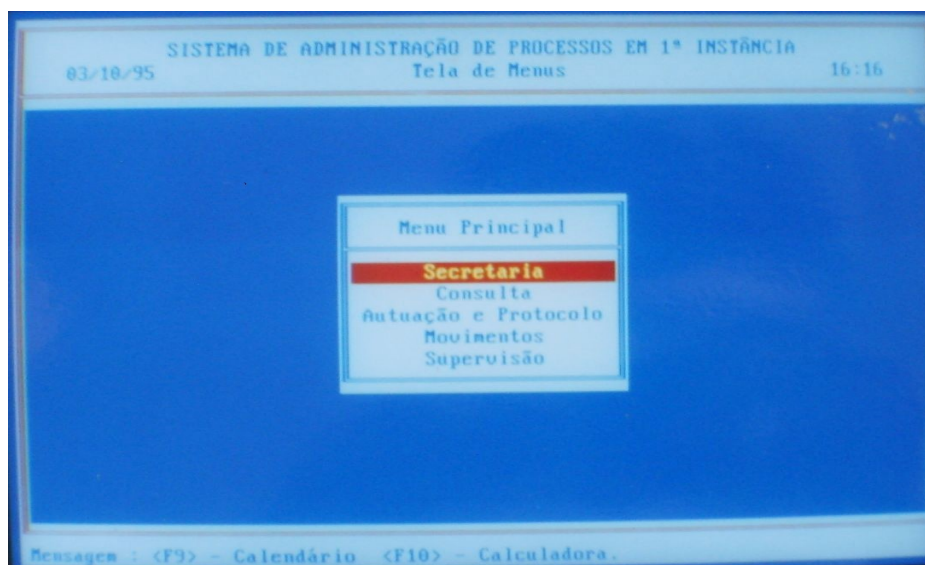 SISTEMA DE ADMINISTRAÇÃO DE PROCESSOS EM 1ª INSTÂNCIA
03/10/95 Tela de Menus 16:16
Menu Principal
Secretaria
Consulta
Autuação e Protocolo
Movimentos
Supervisão
Mensagem : <F9> - Calendário <F10> - Calculadora.